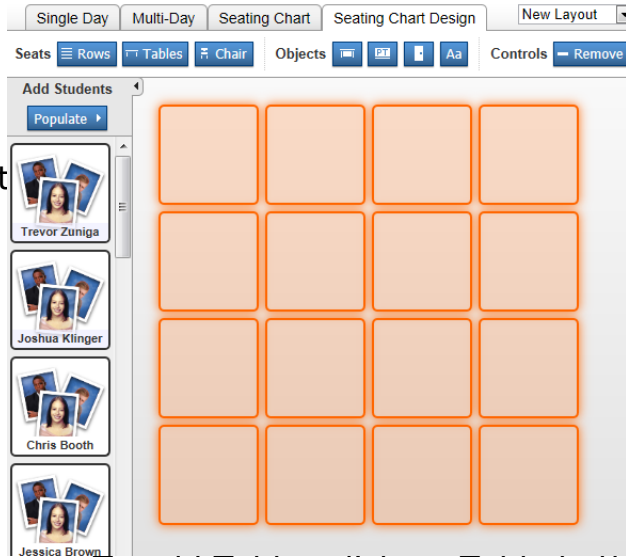 Single Day Multi-Day Seating Chart Seating Chart Design New Layout
Seats Rows Tables Chair Objects PT Aa Controls Remove
Add Students
Populate
t
Trevor Zuniga
Joshua Klinger
Chris Booth
Jessica Brown